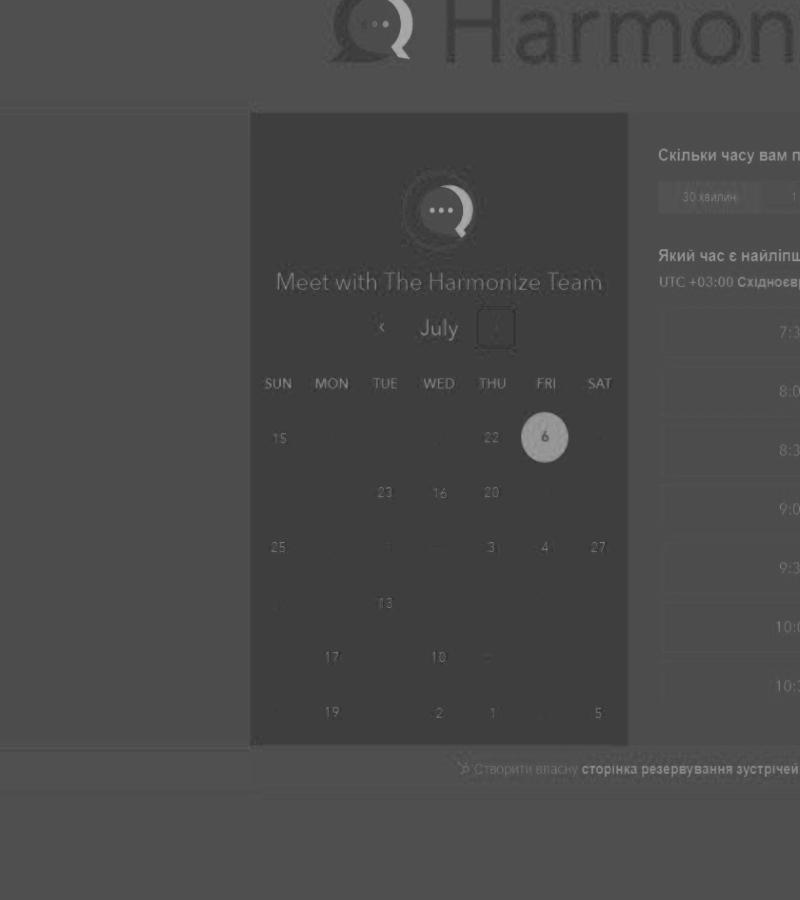 Harmon
Скільки часу вам п
30 хвилин 1
Meet with The Harmonize Team
Який час є найліпш
UTC +03:00 Східноєвр
‹ July
7:3
SUN MON TUE WED THU FRI SAT
8:0
15 22 6
8:3
23 16 20
9:0
25 3 4 27
9:3
13
10:0
17 18
10:3
19 2 1 5
Створити власну сторінка резервування зустрічей